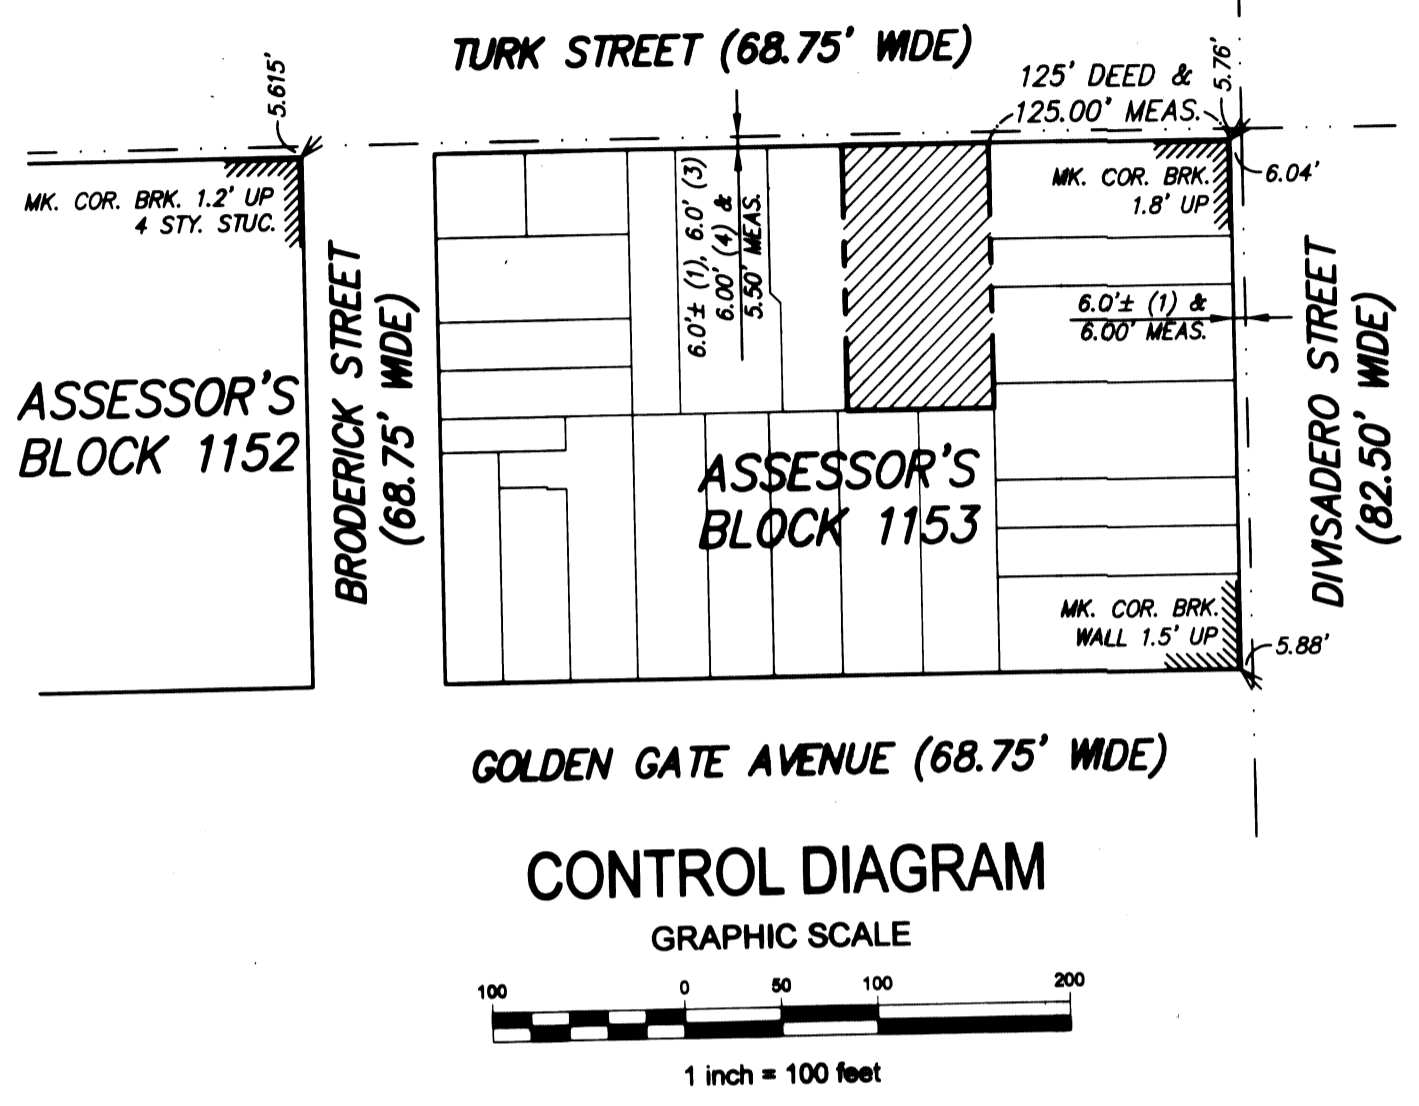 TURK STREET (68.75' WIDE)
5.615'
125' DEED &
125.00' MEAS.
5.76'
6.04'
MK. COR. BRK. 1.2' UP
4 STY. STUC.
6.0'± (1), 6.0' (3)
6.00' (4) &
5.50' MEAS.
MK. COR. BRK.
1.8' UP
6.0'± (1) &
6.00' MEAS.
BRODERICK STREET
(68.75' WIDE)
DIVISADERO STREET
(82.50' WIDE)
ASSESSOR'S
BLOCK 1152
ASSESSOR'S
BLOCK 1153
MK. COR. BRK.
WALL 1.5' UP
5.88'
GOLDEN GATE AVENUE (68.75' WIDE)
CONTROL DIAGRAM
GRAPHIC SCALE
100 0 50 100 200
1 inch = 100 feet